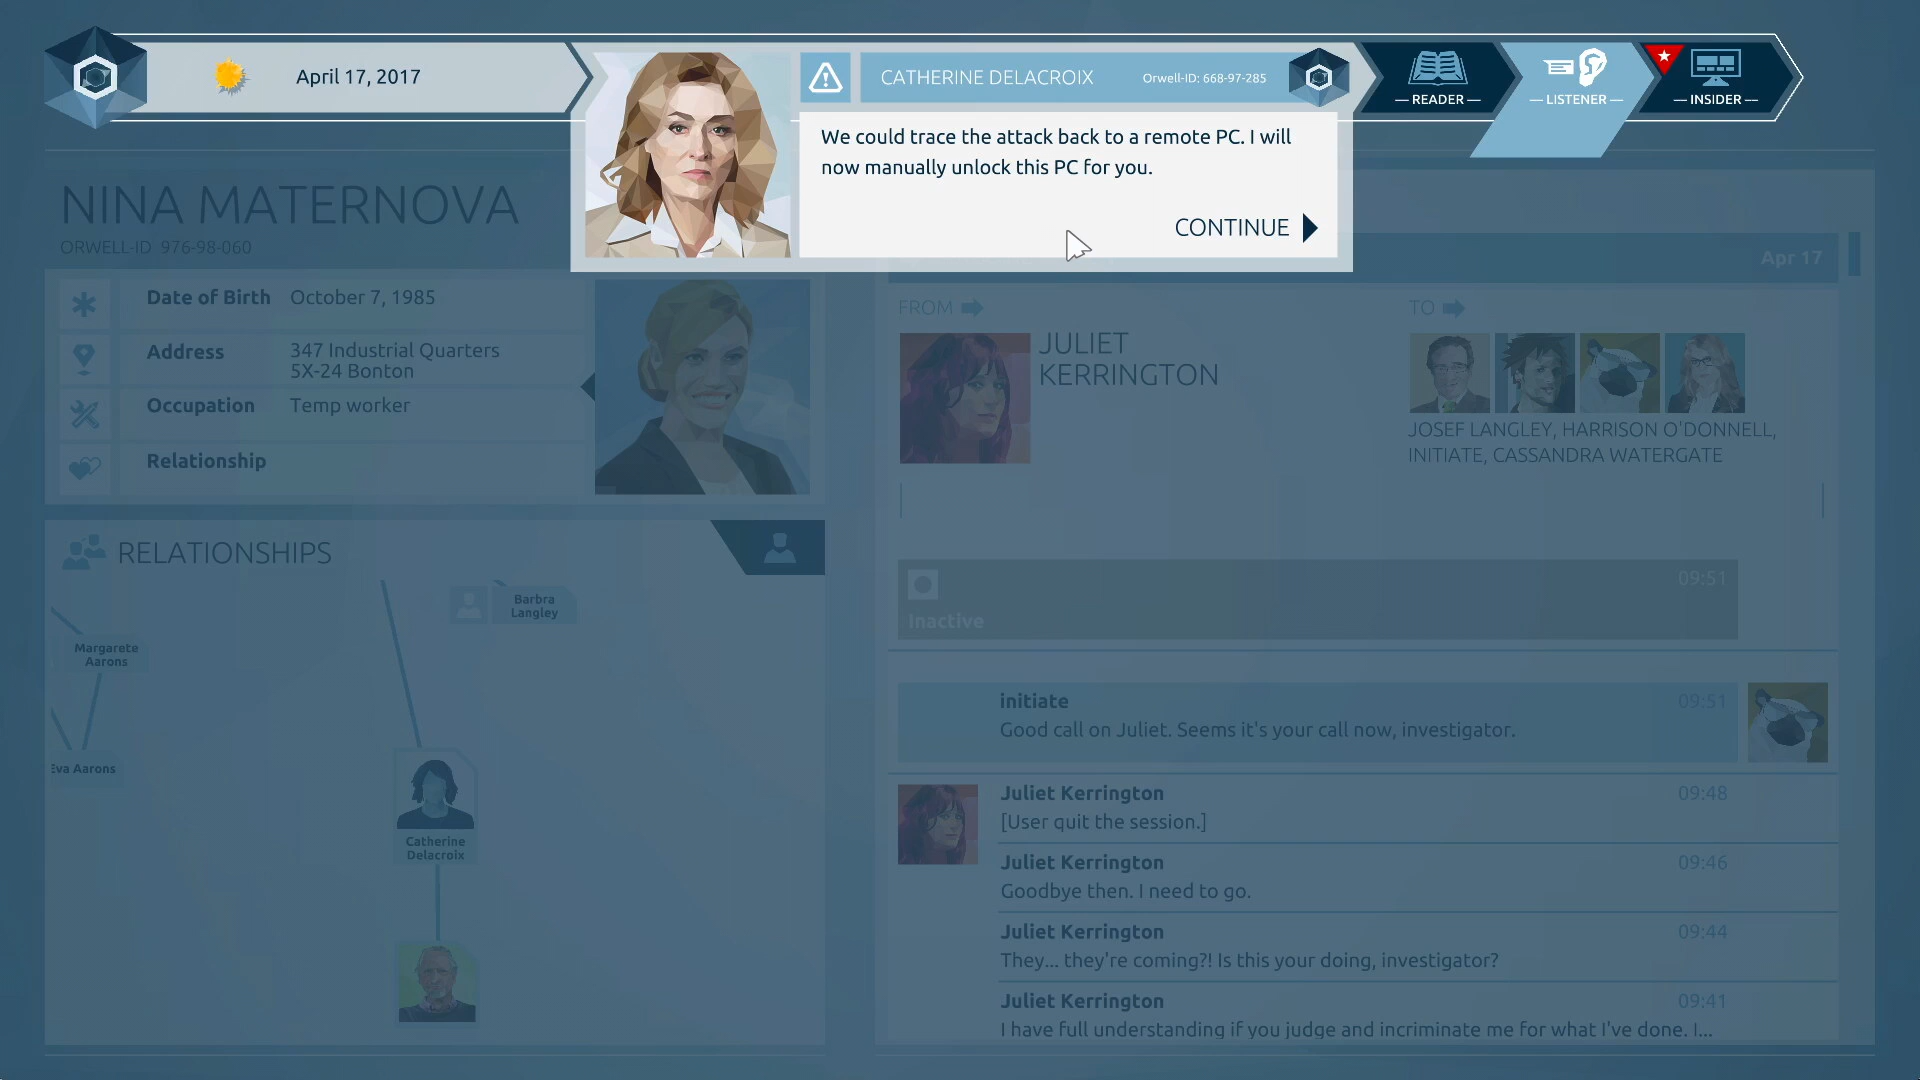 April 17, 2017
CATHERINE DELACROIX
Orwell-ID: 668-97-285
— READER —
— LISTENER —
— INSIDER —
We could trace the attack back to a remote PC. I will
now manually unlock this PC for you.
CONTINUE
NINA MATERNOVA
ORWELL-ID 976-98-060
Date of Birth October 7, 1985
Address 347 Industrial Quarters
5X-24 Bonton
Occupation Temp worker
Relationship
RELATIONSHIPS
Barbra
Langley
Margarete
Aarons
Eva Aarons
Catherine
Delacroix
Apr 17
FROM
TO
JULIET
KERRINGTON
JOSEF LANGLEY, HARRISON O'DONNELL,
INITIATE, CASSANDRA WATERGATE
09:51
Inactive
initiate 09:51
Good call on Juliet. Seems it's your call now, investigator.
Juliet Kerrington 09:48
[User quit the session.]
Juliet Kerrington 09:46
Goodbye then. I need to go.
Juliet Kerrington 09:44
They... they're coming?! Is this your doing, investigator?
Juliet Kerrington 09:41
I have full understanding if you judge and incriminate me for what I've done. I...